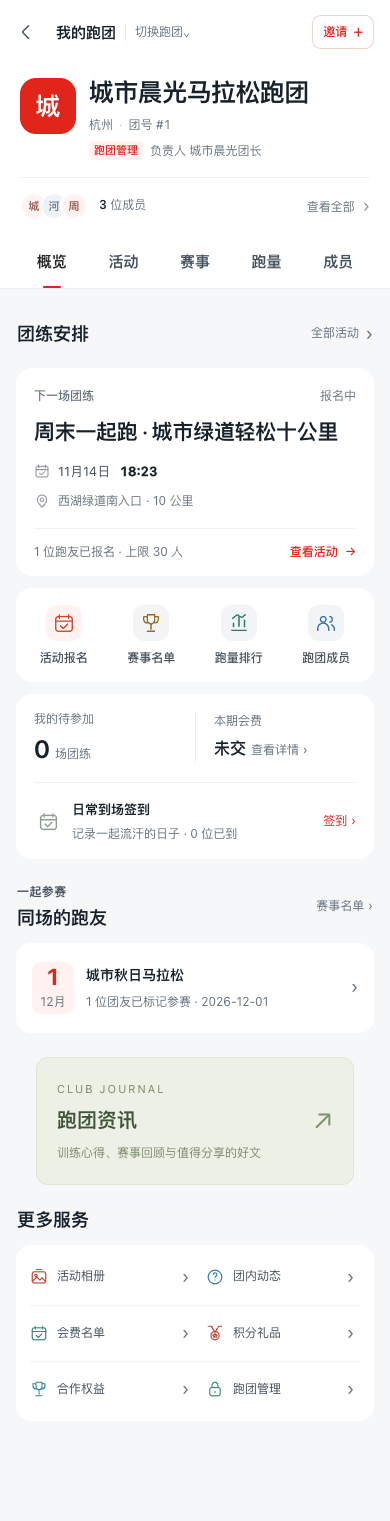 我的跑团 切换跑团
邀请 +
城
城市晨光马拉松跑团
杭州 · 团号 #1
跑团管理 负责人 城市晨光团长
城 河 周 3 位成员 查看全部 ›
概览 活动 赛事 跑量 成员
团练安排 全部活动 ›
下一场团练 报名中
周末一起跑 · 城市绿道轻松十公里
11月14日 18:23
西湖绿道南入口 · 10 公里
1 位跑友已报名 · 上限 30 人 查看活动 →
活动报名 赛事名单 跑量排行 跑团成员
我的待参加 本期会费
0 场团练 未交 查看详情 ›
日常到场签到
记录一起流汗的日子 · 0 位已到 签到 ›
一起参赛
同场的跑友 赛事名单 ›
1
12月
城市秋日马拉松
1 位团友已标记参赛 · 2026-12-01
CLUB JOURNAL
跑团资讯
训练心得、赛事回顾与值得分享的好文
更多服务
活动相册 › 团内动态 ›
会费名单 › 积分礼品 ›
合作权益 › 跑团管理 ›